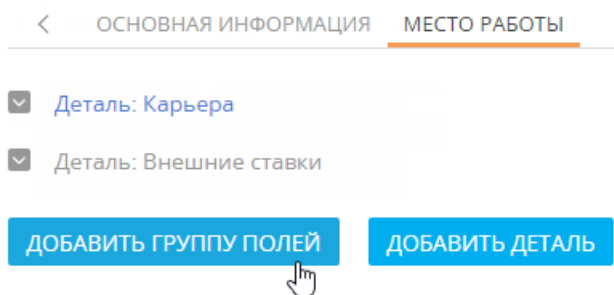 ОСНОВНАЯ ИНФОРМАЦИЯ МЕСТО РАБОТЫ
Деталь: Карьера
Деталь: Внешние ставки
ДОБАВИТЬ ГРУППУ ПОЛЕЙ ДОБАВИТЬ ДЕТАЛЬ